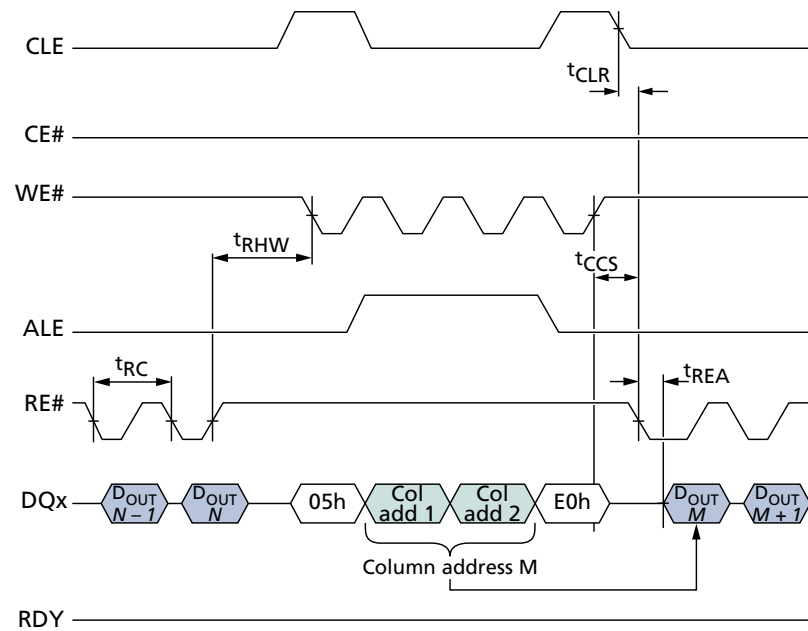 CLE
tCLR
CE#
WE#
tRHW
tCCS
ALE
tRC
tREA
RE#
DQx
DOUT
N – 1
DOUT
N
05h
Col
add 1
Col
add 2
E0h
DOUT
M
DOUT
M + 1
Column address M
RDY